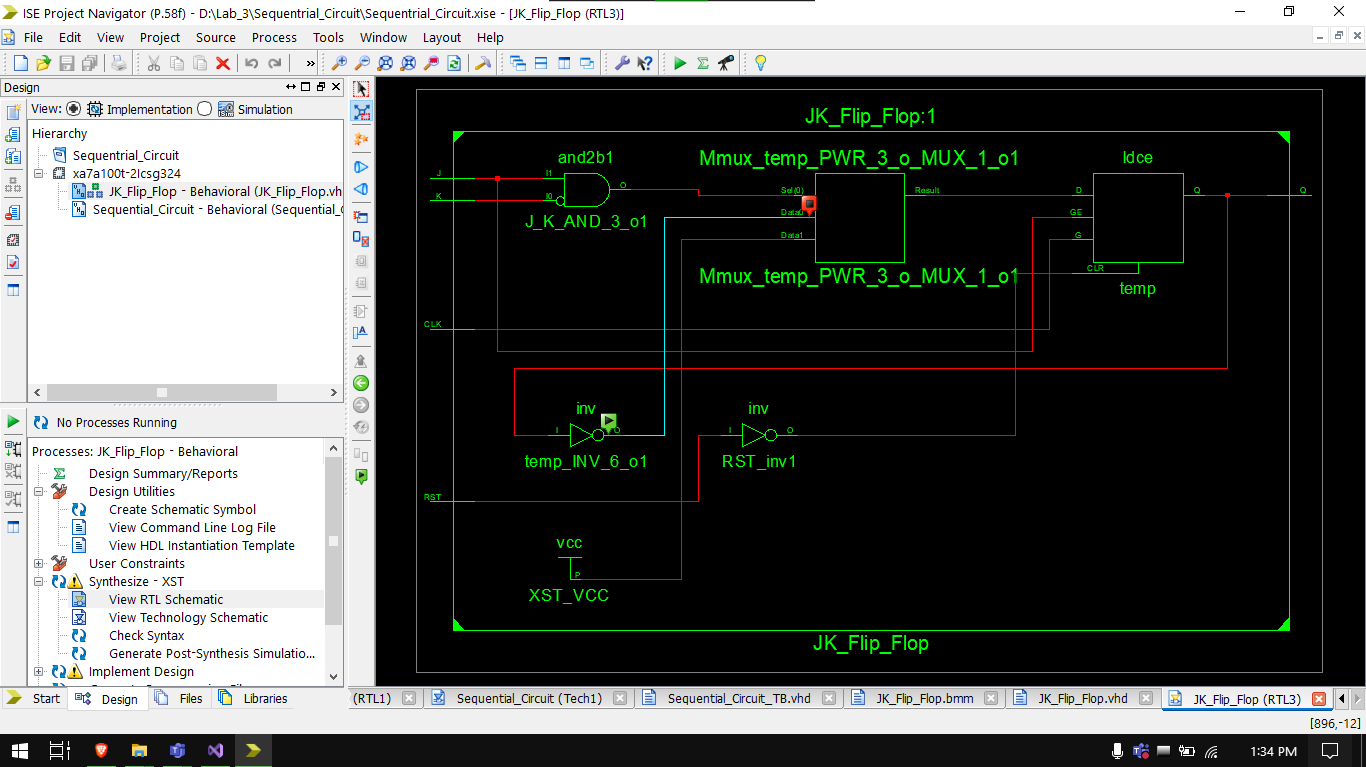 ISE Project Navigator (P.58f) - D:\Lab_3\Sequentrial_Circuit\Sequentrial_Circuit.xise - [JK_Flip_Flop (RTL3)]
File Edit View Project Source Process Tools Window Layout Help
»
Design
View: Implementation Simulation
Hierarchy
Sequentrial_Circuit
xa7a100t-2Icsg324
JK_Flip_Flop - Behavioral (JK_Flip_Flop.vh
Sequential_Circuit - Behavioral (Sequential_C
No Processes Running
Processes: JK_Flip_Flop - Behavioral
Design Summary/Reports
Design Utilities
Create Schematic Symbol
View Command Line Log File
View HDL Instantiation Template
User Constraints
Synthesize - XST
View RTL Schematic
View Technology Schematic
Check Syntax
Generate Post-Synthesis Simulatio...
Implement Design
Start Design Files Libraries
JK_Flip_Flop:1
and2b1
Mmux_temp_PWR_3_o_MUX_1_o1
ldce
J
K
I1
I0
O
J_K_AND_3_o1
Sel(0)
Data0
Data1
Result
Mmux_temp_PWR_3_o_MUX_1_o1
D
GE
G
CLR
Q
Q
temp
CLK
inv
I
O
temp_INV_6_o1
inv
I
O
RST_inv1
RST
vcc
P
XST_VCC
JK_Flip_Flop
(RTL1) Sequential_Circuit (Tech1) Sequential_Circuit_TB.vhd JK_Flip_Flop.bmm JK_Flip_Flop.vhd JK_Flip_Flop (RTL3)
[896,-12]
1:34 PM